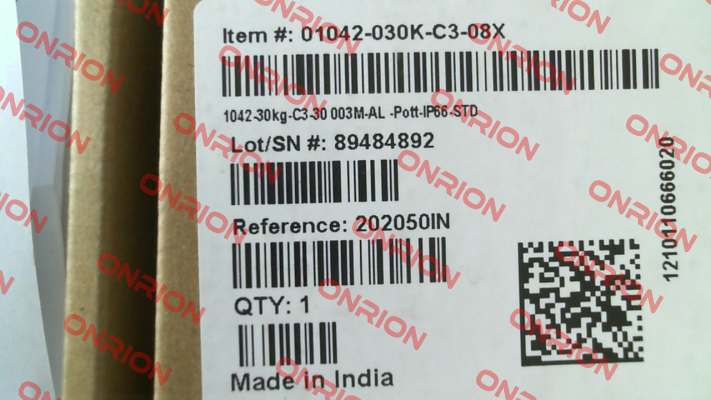 Item #: 01042-030K-C3-08X
1042-30kg-C3-30 003M-AL -Pott-IP66-STD
Lot/SN #: 89484892
Reference: 202050IN
QTY: 1
Made in India
1210110666020
ONRION